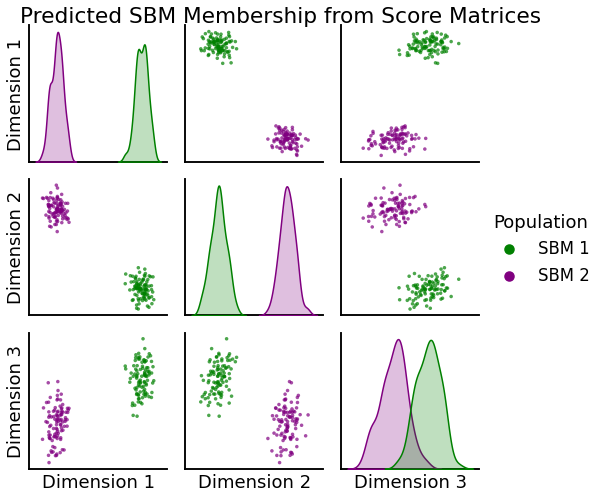 Predicted SBM Membership from Score Matrices
Dimension 1
Dimension 2
Dimension 3
Population
SBM 1
SBM 2
Dimension 1
Dimension 2
Dimension 3